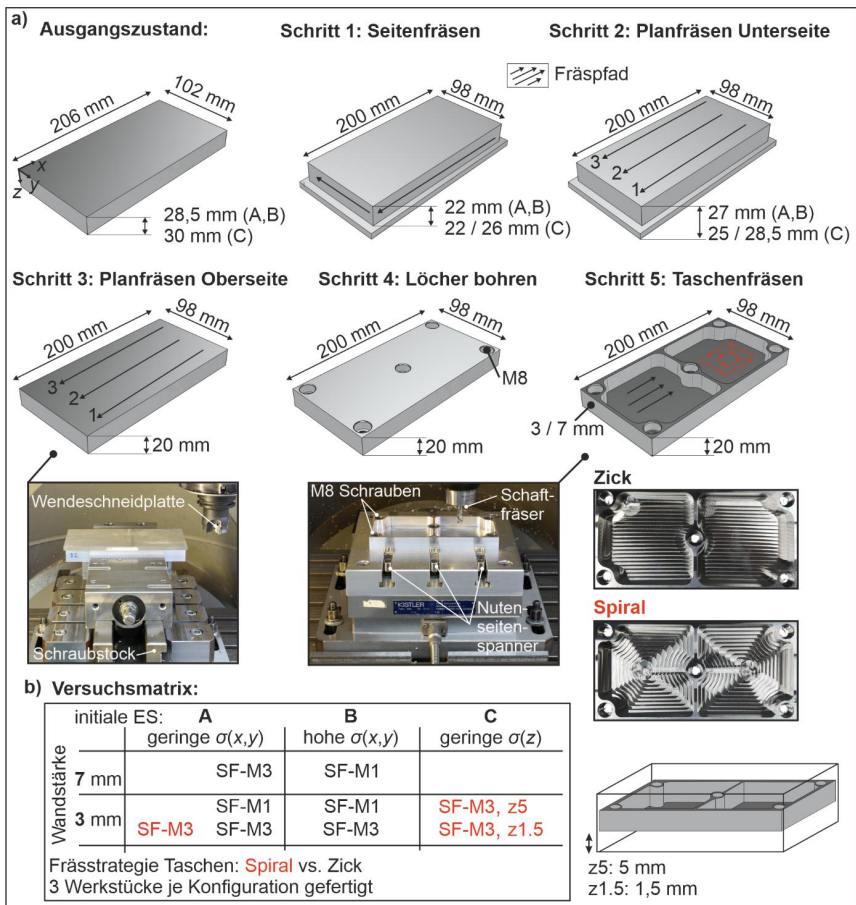 a)
Ausgangszustand:
Schritt 1: Seitenfräsen
Schritt 2: Planfräsen Unterseite
Fräspfad
206 mm
102 mm
x
y
z
28,5 mm (A,B)
30 mm (C)
200 mm
98 mm
22 mm (A,B)
22 / 26 mm (C)
200 mm
98 mm
3
2
1
27 mm (A,B)
25 / 28,5 mm (C)
Schritt 3: Planfräsen Oberseite
Schritt 4: Löcher bohren
Schritt 5: Taschenfräsen
200 mm
98 mm
3
2
1
20 mm
200 mm
98 mm
M8
20 mm
200 mm
98 mm
3 / 7 mm
20 mm
Wendeschneidplatte
Schraubstock
M8 Schrauben
Schaft-
fräser
KISTLER
Nuten-
seiten-
spanner
Zick
Spiral
b) Versuchsmatrix:
initiale ES: A B C
geringe σ(x,y) hohe σ(x,y) geringe σ(z)
Wandstärke
7 mm SF-M3 SF-M1
3 mm SF-M1 SF-M1 SF-M3, z5
SF-M3 SF-M3 SF-M3 SF-M3, z1.5
Frässtrategie Taschen: Spiral vs. Zick
3 Werkstücke je Konfiguration gefertigt
z5: 5 mm
z1.5: 1,5 mm